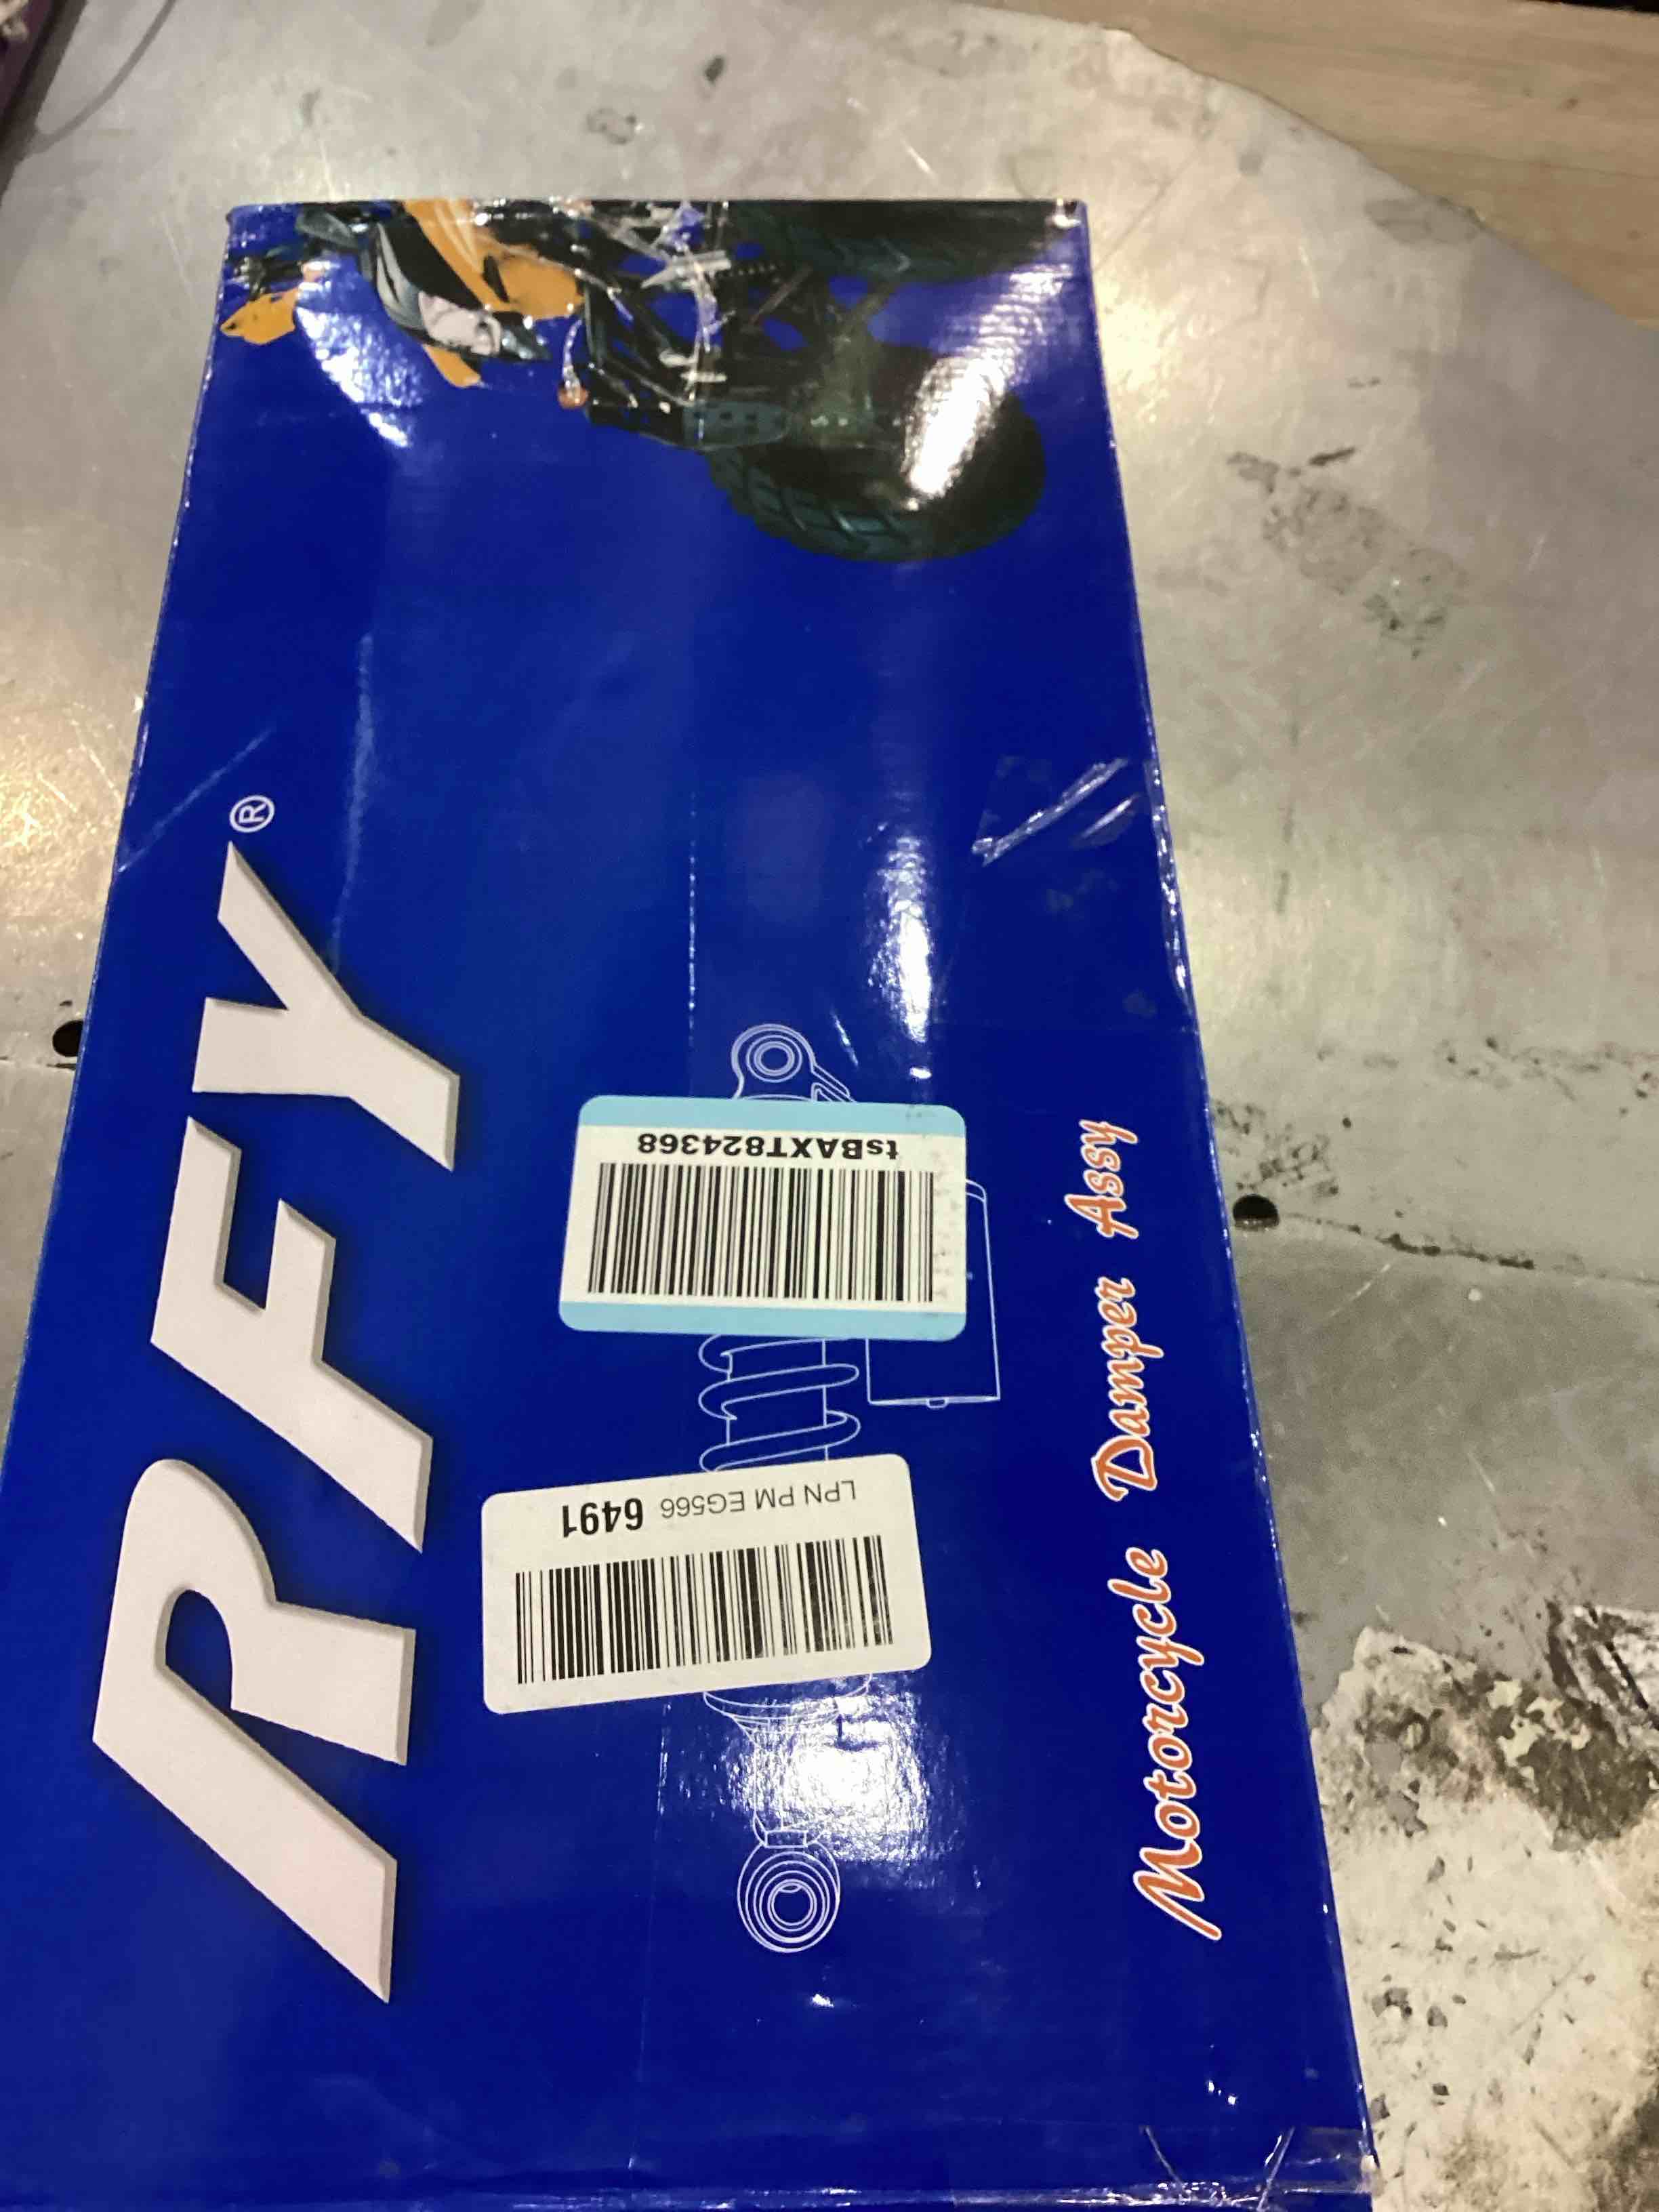 RFY®
tsBAXT824368
LPN PM EG566 6491
Motorcycle Damper Assy